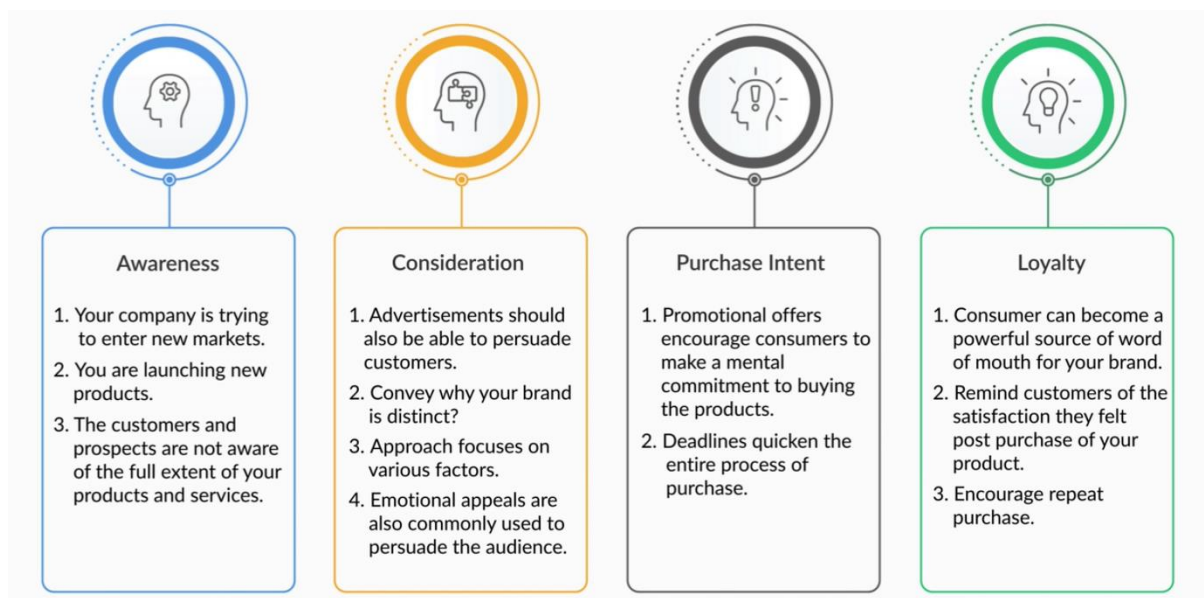 Awareness
1. Your company is trying
to enter new markets.
2. You are launching new
products.
3. The customers and
prospects are not aware
of the full extent of your
products and services.
Consideration
1. Advertisements should
also be able to persuade
customers.
2. Convey why your brand
is distinct?
3. Approach focuses on
various factors.
4. Emotional appeals are
also commonly used to
persuade the audience.
Purchase Intent
1. Promotional offers
encourage consumers to
make a mental
commitment to buying
the products.
2. Deadlines quicken the
entire process of
purchase.
Loyalty
1. Consumer can become a
powerful source of word
of mouth for your brand.
2. Remind customers of the
satisfaction they felt
post purchase of your
product.
3. Encourage repeat
purchase.